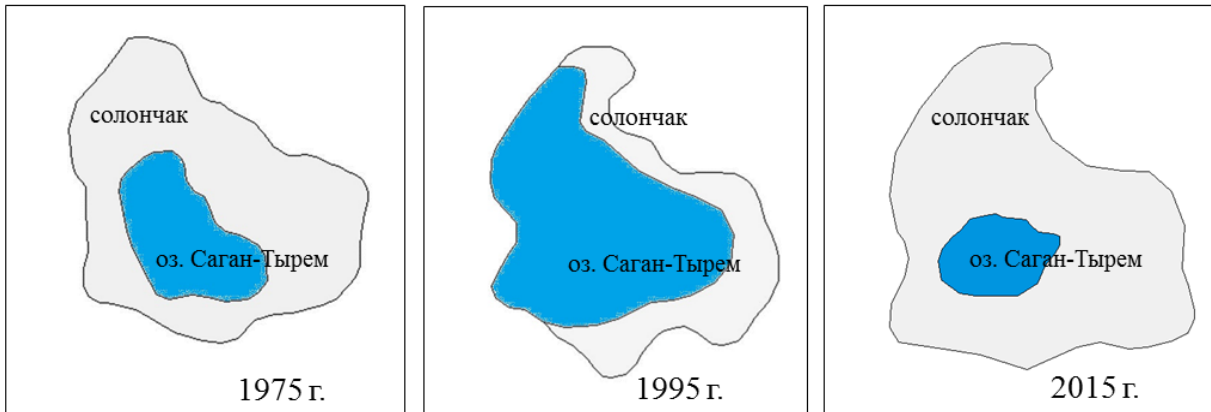 солончак
оз. Саган-Тырем
1975 г.
солончак
оз. Саган-Тырем
1995 г.
солончак
оз. Саган-Тырем
2015 г.